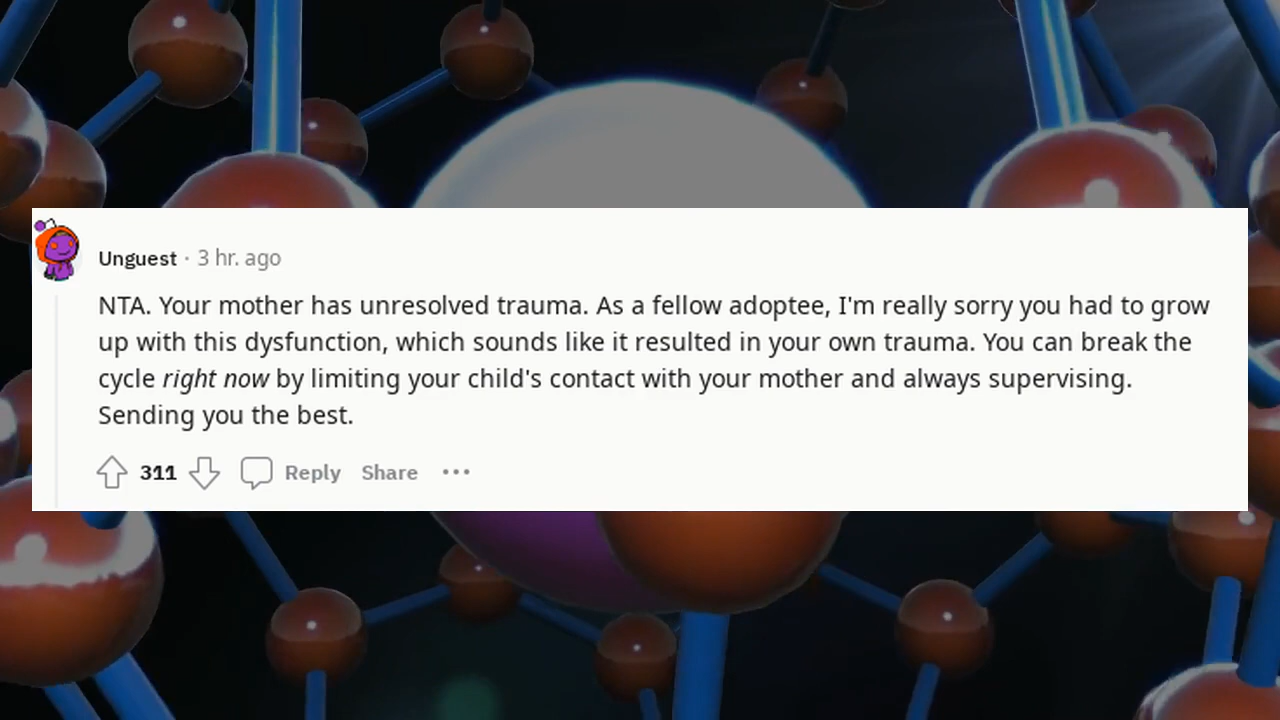 Unguest · 3 hr. ago
NTA. Your mother has unresolved trauma. As a fellow adoptee, I'm really sorry you had to grow
up with this dysfunction, which sounds like it resulted in your own trauma. You can break the
cycle right now by limiting your child's contact with your mother and always supervising.
Sending you the best.
311 Reply Share ···